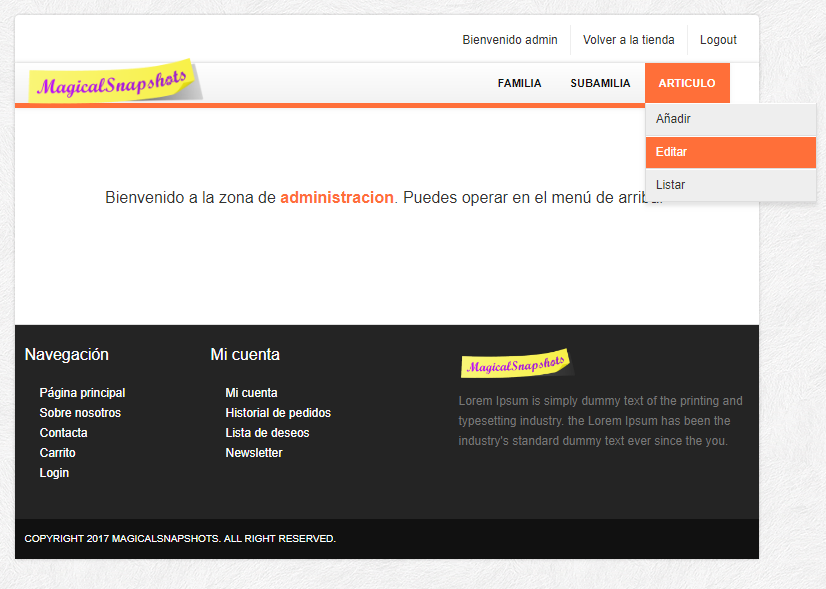 Bienvenido admin Volver a la tienda Logout
MagicalSnapshots
FAMILIA SUBAMILIA ARTICULO
Añadir
Editar
Listar
Bienvenido a la zona de administracion. Puedes operar en el menú de arriba.
Navegación
Página principal
Sobre nosotros
Contacta
Carrito
Login
Mi cuenta
Mi cuenta
Historial de pedidos
Lista de deseos
Newsletter
MagicalSnapshots
Lorem Ipsum is simply dummy text of the printing and
typesetting industry. the Lorem Ipsum has been the
industry's standard dummy text ever since the you.
COPYRIGHT 2017 MAGICALSNAPSHOTS. ALL RIGHT RESERVED.